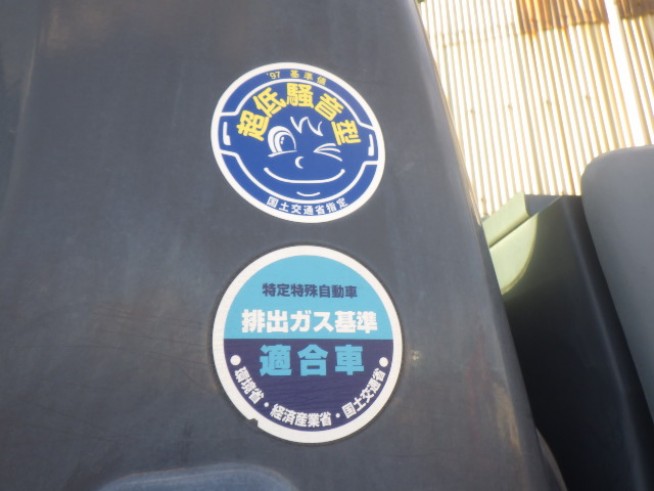 '97 基準値
超低騒音型
国土交通省指定
特定特殊自動車
排出ガス基準
適合車
●環境省・経済産業省・国土交通省●